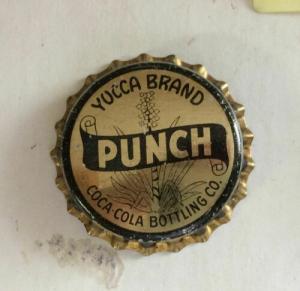 YUCCA BRAND
PUNCH
COCA-COLA BOTTLING CO.